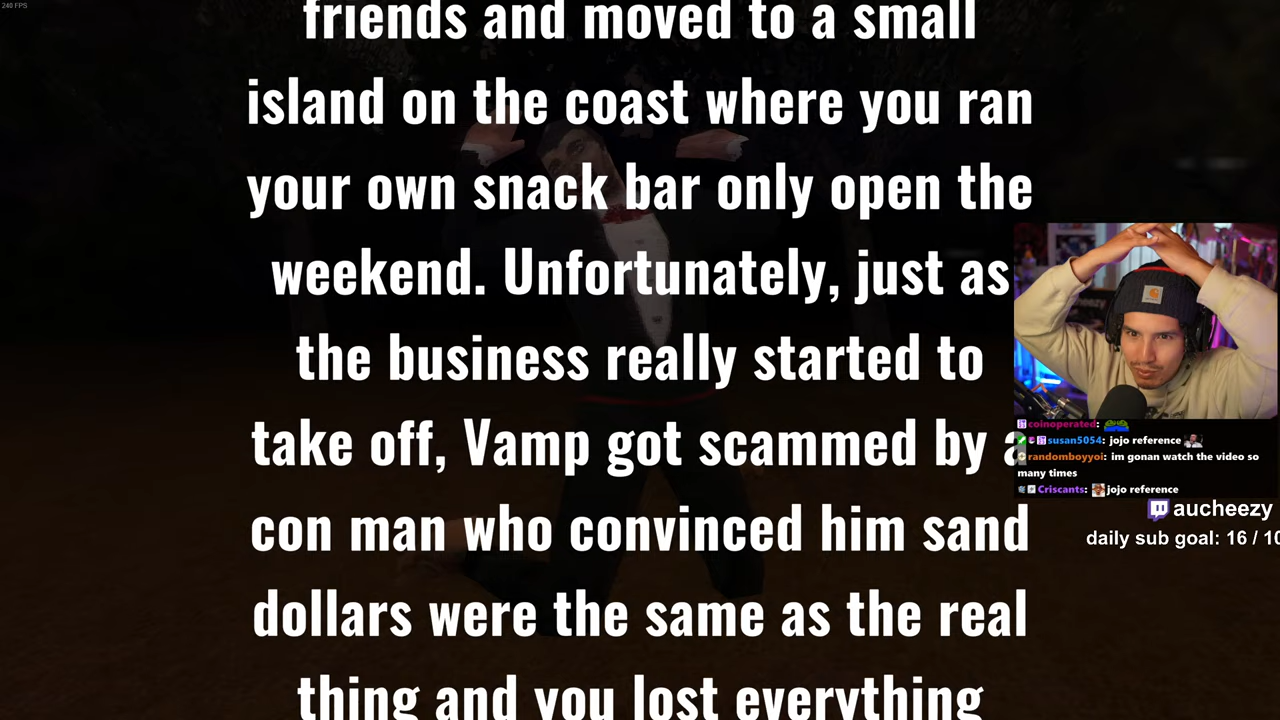 240 FPS
friends and moved to a small
island on the coast where you ran
your own snack bar only open the
weekend. Unfortunately, just as
the business really started to
take off, Vamp got scammed by a
con man who convinced him sand
dollars were the same as the real
thing and you lost everything
coinoperated:
susan5054: jojo reference
randomboyyoi: im gonan watch the video so
many times
Criscants: jojo reference
aucheezy
daily sub goal: 16 / 10